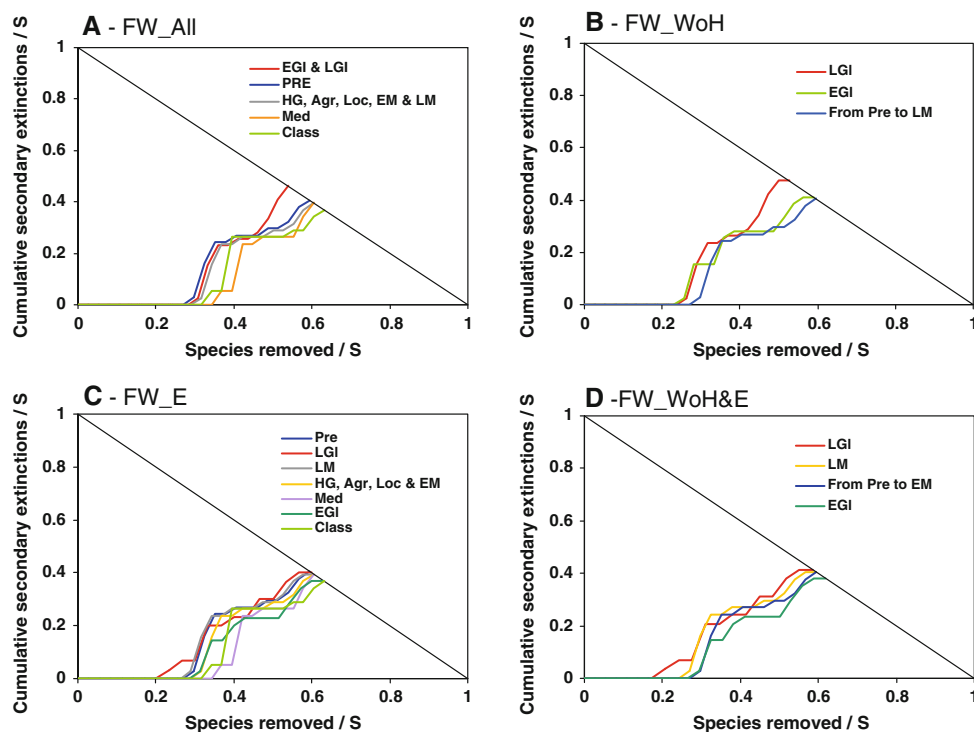 A - FW_All
Cumulative secondary extinctions / S
1
0.8
0.6
0.4
0.2
0
EGI & LGI
PRE
HG, Agr, Loc, EM & LM
Med
Class
0
0.2
0.4
0.6
0.8
1
Species removed / S
B - FW_WoH
Cumulative secondary extinctions / S
1
0.8
0.6
0.4
0.2
0
LGI
EGI
From Pre to LM
0
0.2
0.4
0.6
0.8
1
Species removed / S
C - FW_E
Cumulative secondary extinctions / S
1
0.8
0.6
0.4
0.2
0
Pre
LGI
LM
HG, Agr, Loc & EM
Med
EGI
Class
0
0.2
0.4
0.6
0.8
1
Species removed / S
D -FW_WoH&E
Cumulative secondary extinctions / S
1
0.8
0.6
0.4
0.2
0
LGI
LM
From Pre to EM
EGI
0
0.2
0.4
0.6
0.8
1
Species removed / S